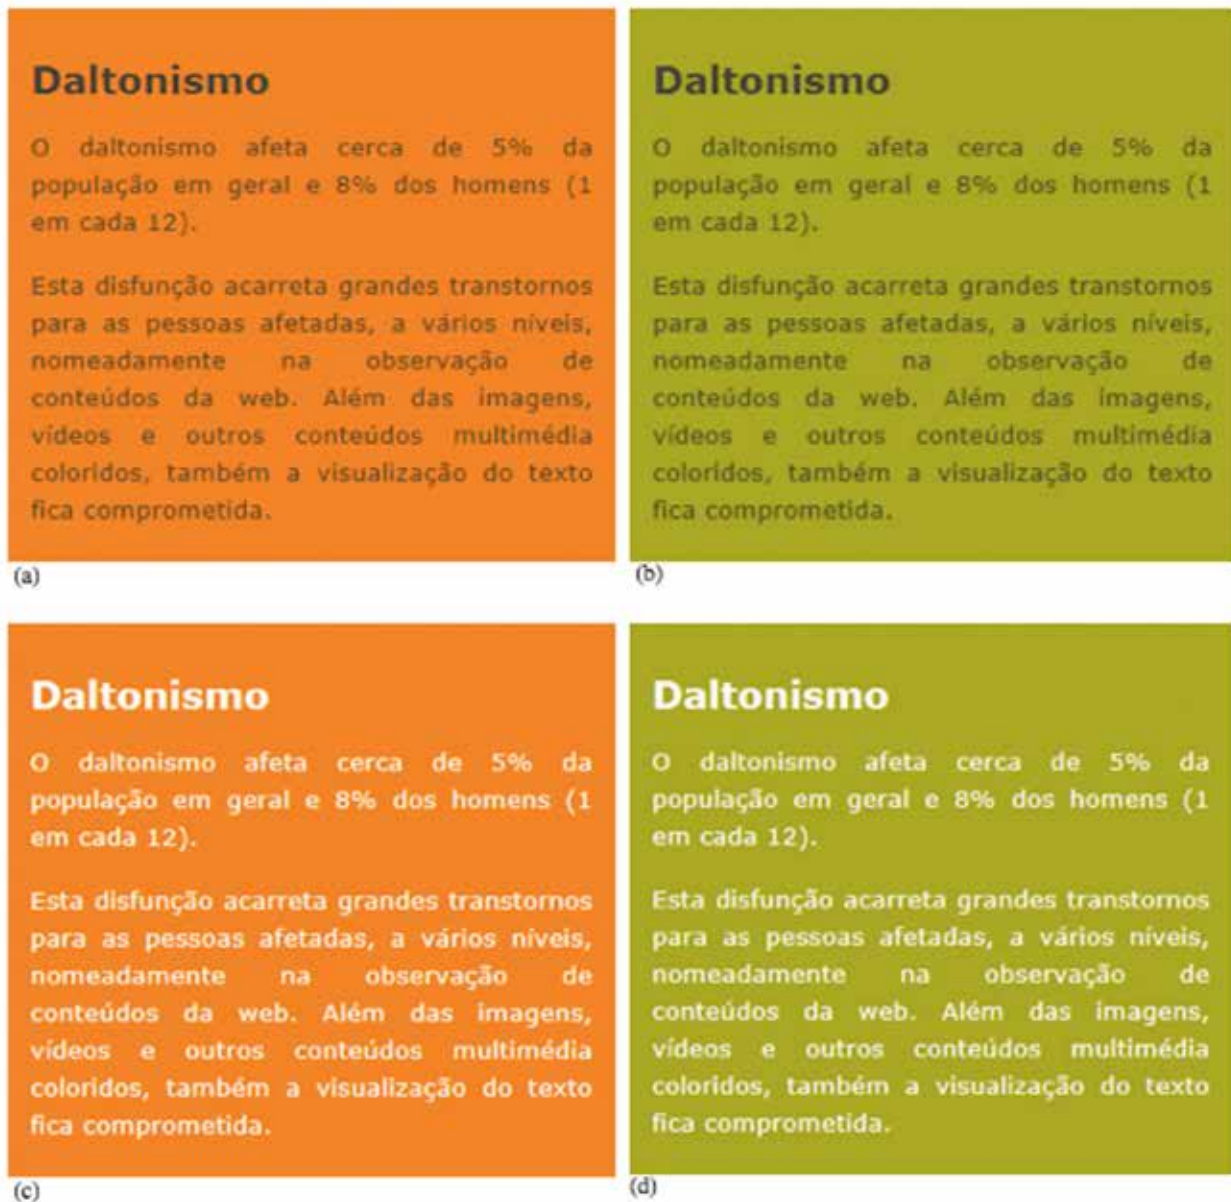 Daltonismo
O daltonismo afeta cerca de 5% da
população em geral e 8% dos homens (1
em cada 12).
Esta disfunção acarreta grandes transtornos
para as pessoas afetadas, a vários níveis,
nomeadamente na observação de
conteúdos da web. Além das imagens,
vídeos e outros conteúdos multimédia
coloridos, também a visualização do texto
fica comprometida.
(a)
Daltonismo
O daltonismo afeta cerca de 5% da
população em geral e 8% dos homens (1
em cada 12).
Esta disfunção acarreta grandes transtornos
para as pessoas afetadas, a vários níveis,
nomeadamente na observação de
conteúdos da web. Além das imagens,
vídeos e outros conteúdos multimédia
coloridos, também a visualização do texto
fica comprometida.
(b)
Daltonismo
O daltonismo afeta cerca de 5% da
população em geral e 8% dos homens (1
em cada 12).
Esta disfunção acarreta grandes transtornos
para as pessoas afetadas, a vários níveis,
nomeadamente na observação de
conteúdos da web. Além das imagens,
vídeos e outros conteúdos multimédia
coloridos, também a visualização do texto
fica comprometida.
(c)
Daltonismo
O daltonismo afeta cerca de 5% da
população em geral e 8% dos homens (1
em cada 12).
Esta disfunção acarreta grandes transtornos
para as pessoas afetadas, a vários níveis,
nomeadamente na observação de
conteúdos da web. Além das imagens,
vídeos e outros conteúdos multimédia
coloridos, também a visualização do texto
fica comprometida.
(d)